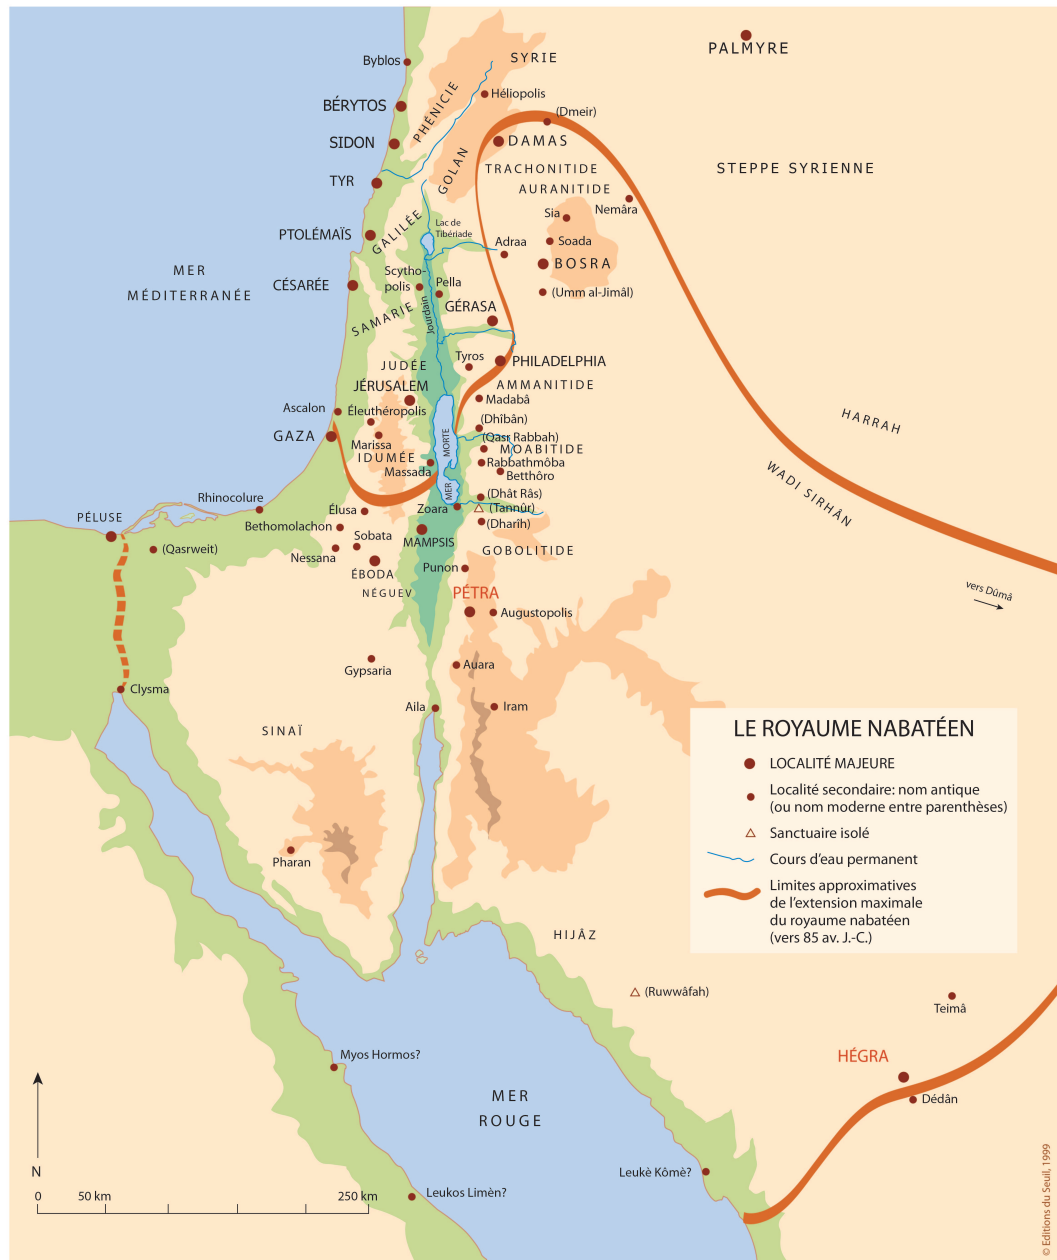 PALMYRE
SYRIE
Byblos
Héliopolis
PHÉNICIE
BÉRYTOS
(Dmeir)
SIDON
DAMAS
GOLAN
TRACHONITIDE
STEPPE SYRIENNE
TYR
AURANITIDE
Nemâra
Sia
GALILÉE
Lac de
Tibériade
PTOLÉMAÏS
Adraa
Soada
BOSRA
MER
MÉDITERRANÉE
Scytho-
polis
Pella
CÉSARÉE
(Umm al-Jimâl)
GÉRASA
Jourdain
SAMARIE
Tyros
PHILADELPHIA
JUDÉE
JÉRUSALEM
AMMANITIDE
Madabâ
Ascalon
Éleuthéropolis
(Dhîbân)
HARRAH
GAZA
(Qasr Rabbah)
Marissa
MORTE
MOABITIDE
IDUMÉE
Rabbathmôba
Massada
Betthôro
WADI SIRHÂN
MER
(Dhât Râs)
Rhinocolure
Élusa
Zoara
(Tannûr)
PÉLUSE
Bethomolachon
(Dharîh)
Sobata
MAMPSIS
(Qasrweit)
Nessana
GOBOLITIDE
Punon
ÉBODA
NÉGUEV
PÉTRA
vers Dûmâ
Augustopolis
Gypsaria
Auara
Clysma
Aila
Iram
SINAÏ
LE ROYAUME NABATÉEN
LOCALITÉ MAJEURE
Localité secondaire: nom antique
(ou nom moderne entre parenthèses)
Sanctuaire isolé
Cours d'eau permanent
Limites approximatives
de l'extension maximale
du royaume nabatéen
(vers 85 av. J.-C.)
Pharan
HIJÂZ
(Ruwwâfah)
Teimâ
Myos Hormos?
HÉGRA
MER
ROUGE
Dédân
N
Leukè Kômè?
0 50 km 250 km
Leukos Limèn?
© Editions du Seuil, 1999